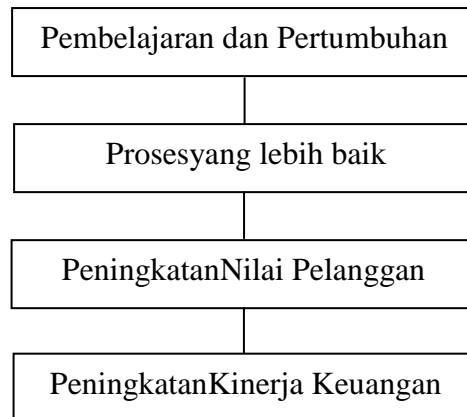 Pembelajaran dan Pertumbuhan
Prosesyang lebih baik
PeningkatanNilai Pelanggan
PeningkatanKinerja Keuangan